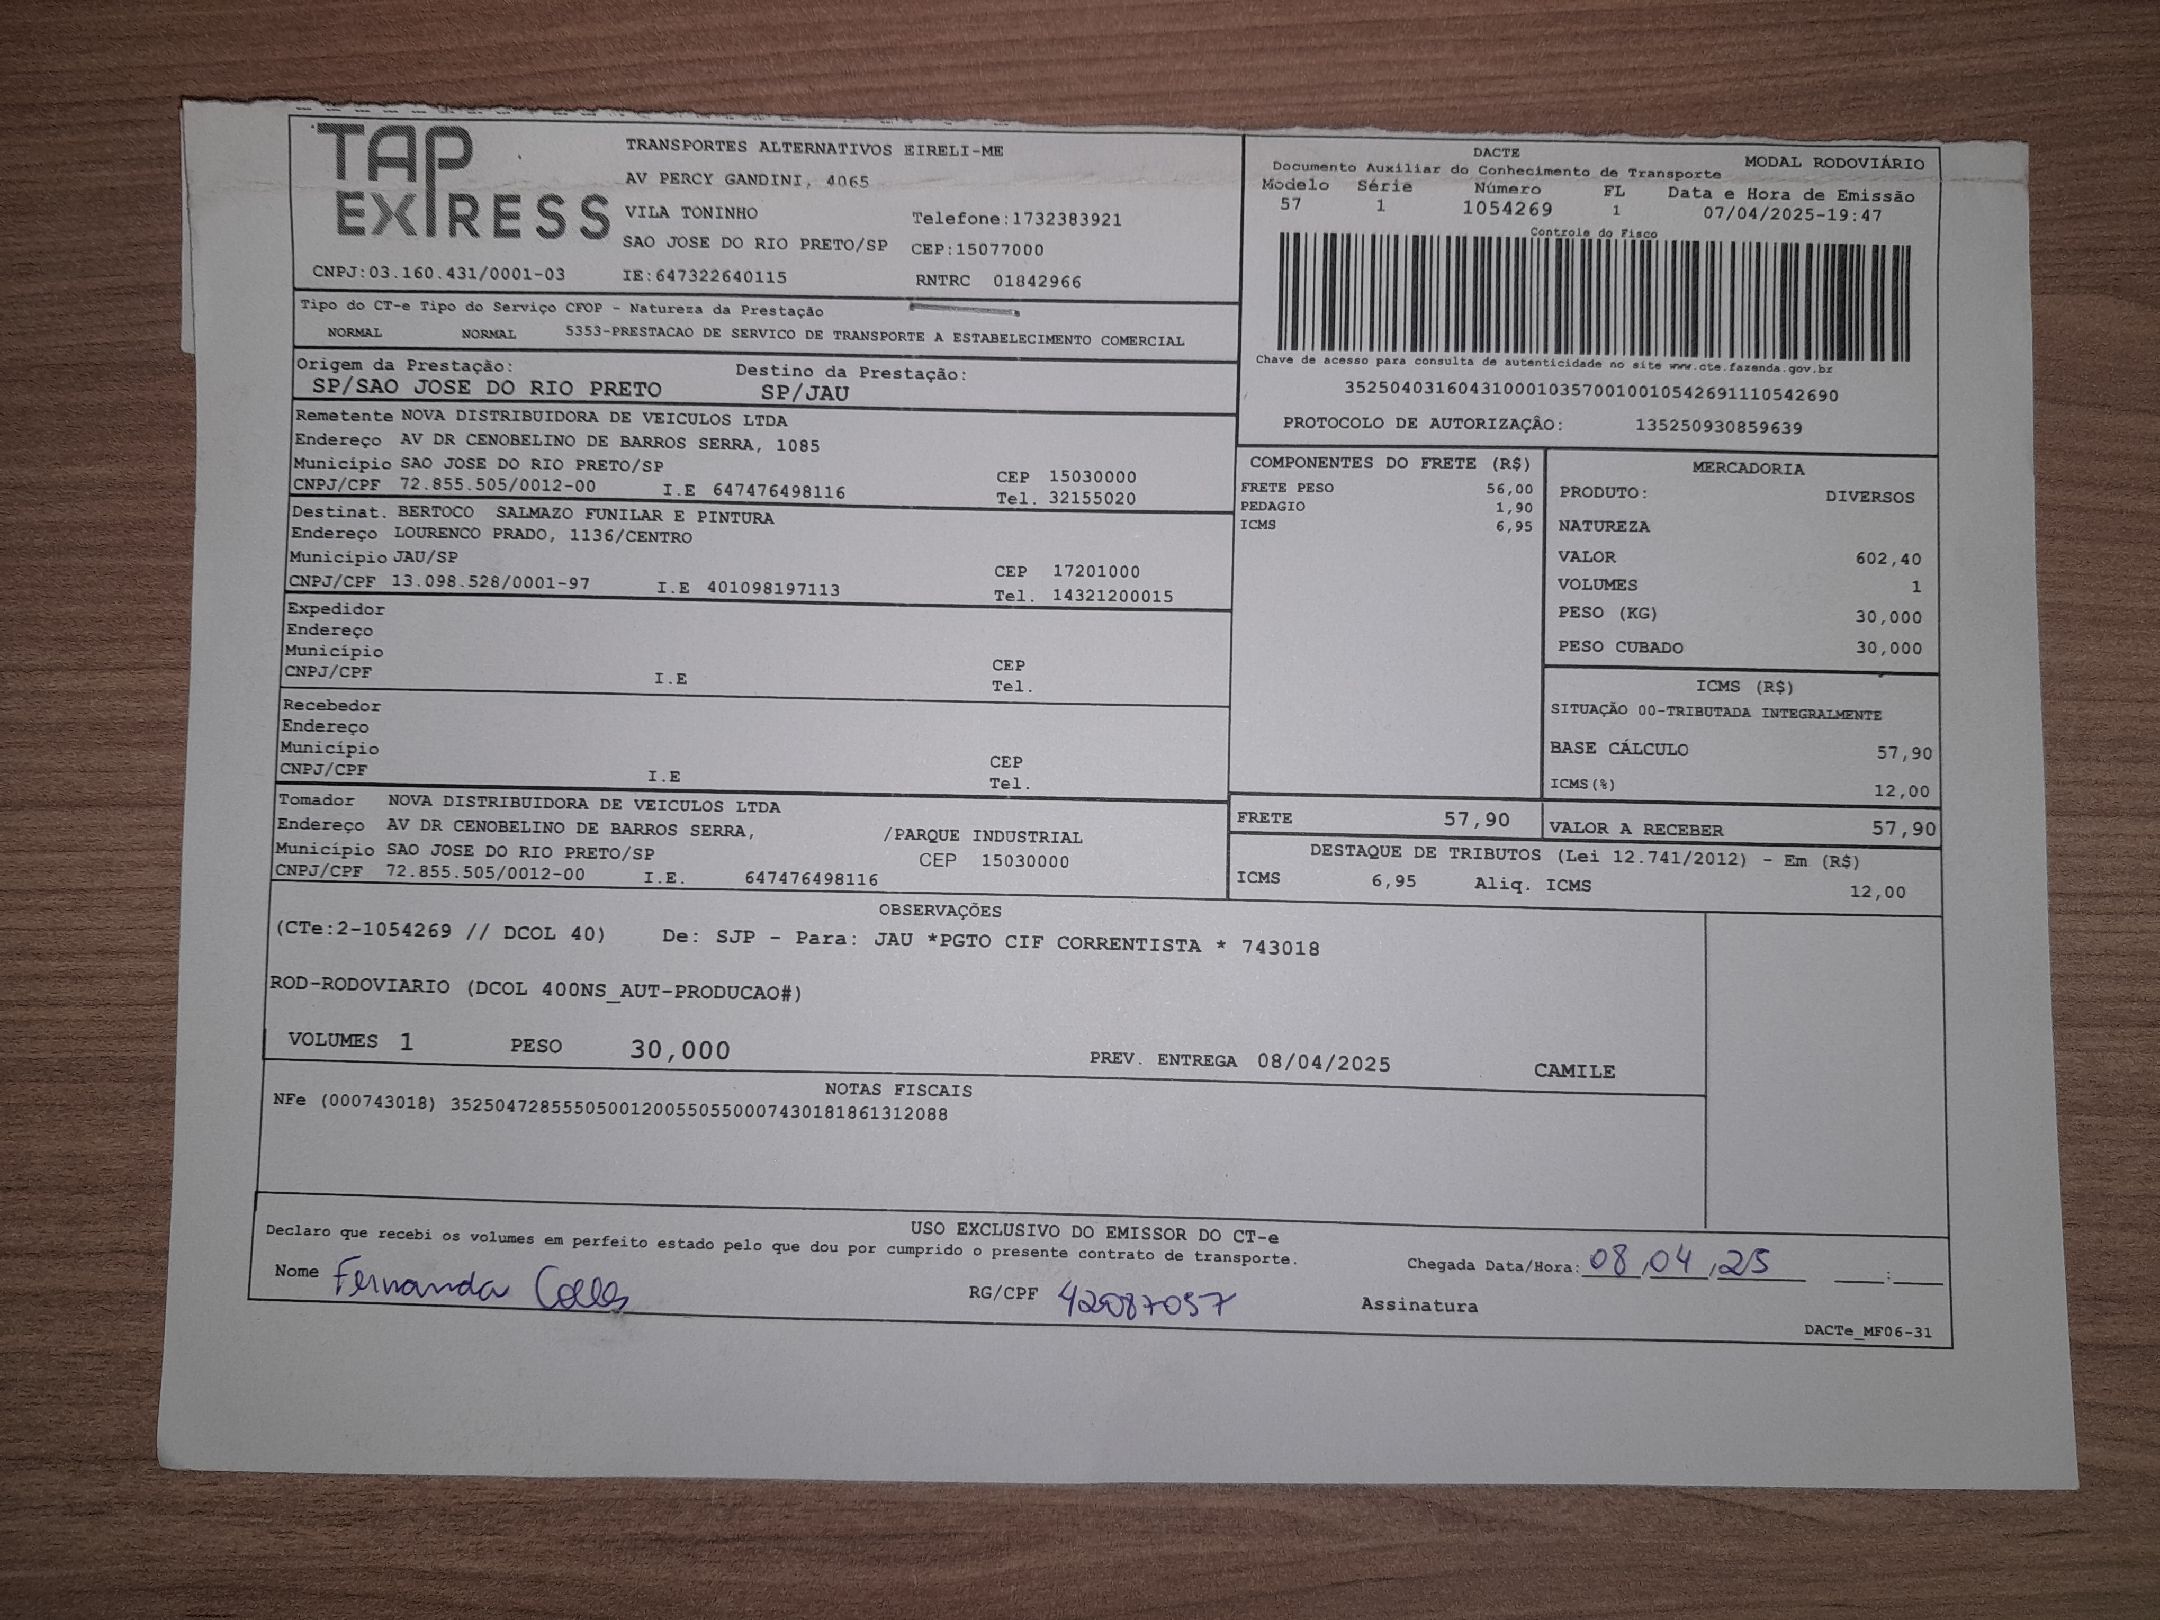 TAP EXPRESS
TRANSPORTES ALTERNATIVOS EIRELI-ME
AV PERCY GANDINI, 4065
VILA TONINHO Telefone:1732383921
SAO JOSE DO RIO PRETO/SP CEP:15077000
CNPJ:03.160.431/0001-03 IE:647322640115 RNTRC 01842966
DACTE MODAL RODOVIÁRIO
Documento Auxiliar do Conhecimento de Transporte
Modelo Série Número FL Data e Hora de Emissão
57 1 1054269 1 07/04/2025-19:47
Controle do Fisco
Chave de acesso para consulta de autenticidade no site www.cte.fazenda.gov.br
35250403160431000103570010010542691110542690
PROTOCOLO DE AUTORIZAÇÃO: 135250930859639
Tipo do CT-e Tipo do Serviço CFOP - Natureza da Prestação
NORMAL NORMAL 5353-PRESTACAO DE SERVICO DE TRANSPORTE A ESTABELECIMENTO COMERCIAL
Origem da Prestação: Destino da Prestação:
SP/SAO JOSE DO RIO PRETO SP/JAU
Remetente NOVA DISTRIBUIDORA DE VEICULOS LTDA
Endereço AV DR CENOBELINO DE BARROS SERRA, 1085
Município SAO JOSE DO RIO PRETO/SP CEP 15030000
CNPJ/CPF 72.855.505/0012-00 I.E 647476498116 Tel. 32155020
Destinat. BERTOCO SALMAZO FUNILAR E PINTURA
Endereço LOURENCO PRADO, 1136/CENTRO
Município JAU/SP CEP 17201000
CNPJ/CPF 13.098.528/0001-97 I.E 401098197113 Tel. 14321200015
Expedidor
Endereço
Município CEP
CNPJ/CPF I.E Tel.
Recebedor
Endereço
Município CEP
CNPJ/CPF I.E Tel.
Tomador NOVA DISTRIBUIDORA DE VEICULOS LTDA
Endereço AV DR CENOBELINO DE BARROS SERRA, /PARQUE INDUSTRIAL
Município SAO JOSE DO RIO PRETO/SP CEP 15030000
CNPJ/CPF 72.855.505/0012-00 I.E. 647476498116
COMPONENTES DO FRETE (R$)
FRETE PESO 56,00
PEDAGIO 1,90
ICMS 6,95
FRETE 57,90
MERCADORIA
PRODUTO: DIVERSOS
NATUREZA
VALOR 602,40
VOLUMES 1
PESO (KG) 30,000
PESO CUBADO 30,000
ICMS (R$)
SITUAÇÃO 00-TRIBUTADA INTEGRALMENTE
BASE CÁLCULO 57,90
ICMS(%) 12,00
VALOR A RECEBER 57,90
DESTAQUE DE TRIBUTOS (Lei 12.741/2012) - Em (R$)
ICMS 6,95 Aliq. ICMS 12,00
OBSERVAÇÕES
(CTe:2-1054269 // DCOL 40) De: SJP - Para: JAU *PGTO CIF CORRENTISTA * 743018
ROD-RODOVIARIO (DCOL 400NS_AUT-PRODUCAO#)
VOLUMES 1 PESO 30,000 PREV. ENTREGA 08/04/2025 CAMILE
NOTAS FISCAIS
NFe (000743018) 35250472855505001200550550007430181861312088
USO EXCLUSIVO DO EMISSOR DO CT-e
Declaro que recebi os volumes em perfeito estado pelo que dou por cumprido o presente contrato de transporte.
Chegada Data/Hora: 08,04,25 :
Nome Fernanda RG/CPF 42087057 Assinatura
DACTe_MF06-31